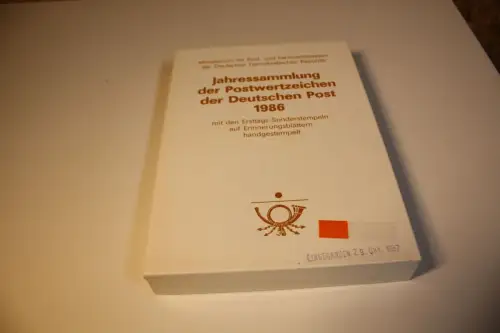 Ministerium für Post- und Fernmeldewesen
der Deutschen Demokratischen Republik
Jahressammlung
der Postwertzeichen
der Deutschen Post
1986
mit den Ersttags-Sonderstempeln
auf Erinnerungsblättern
handgestempelt